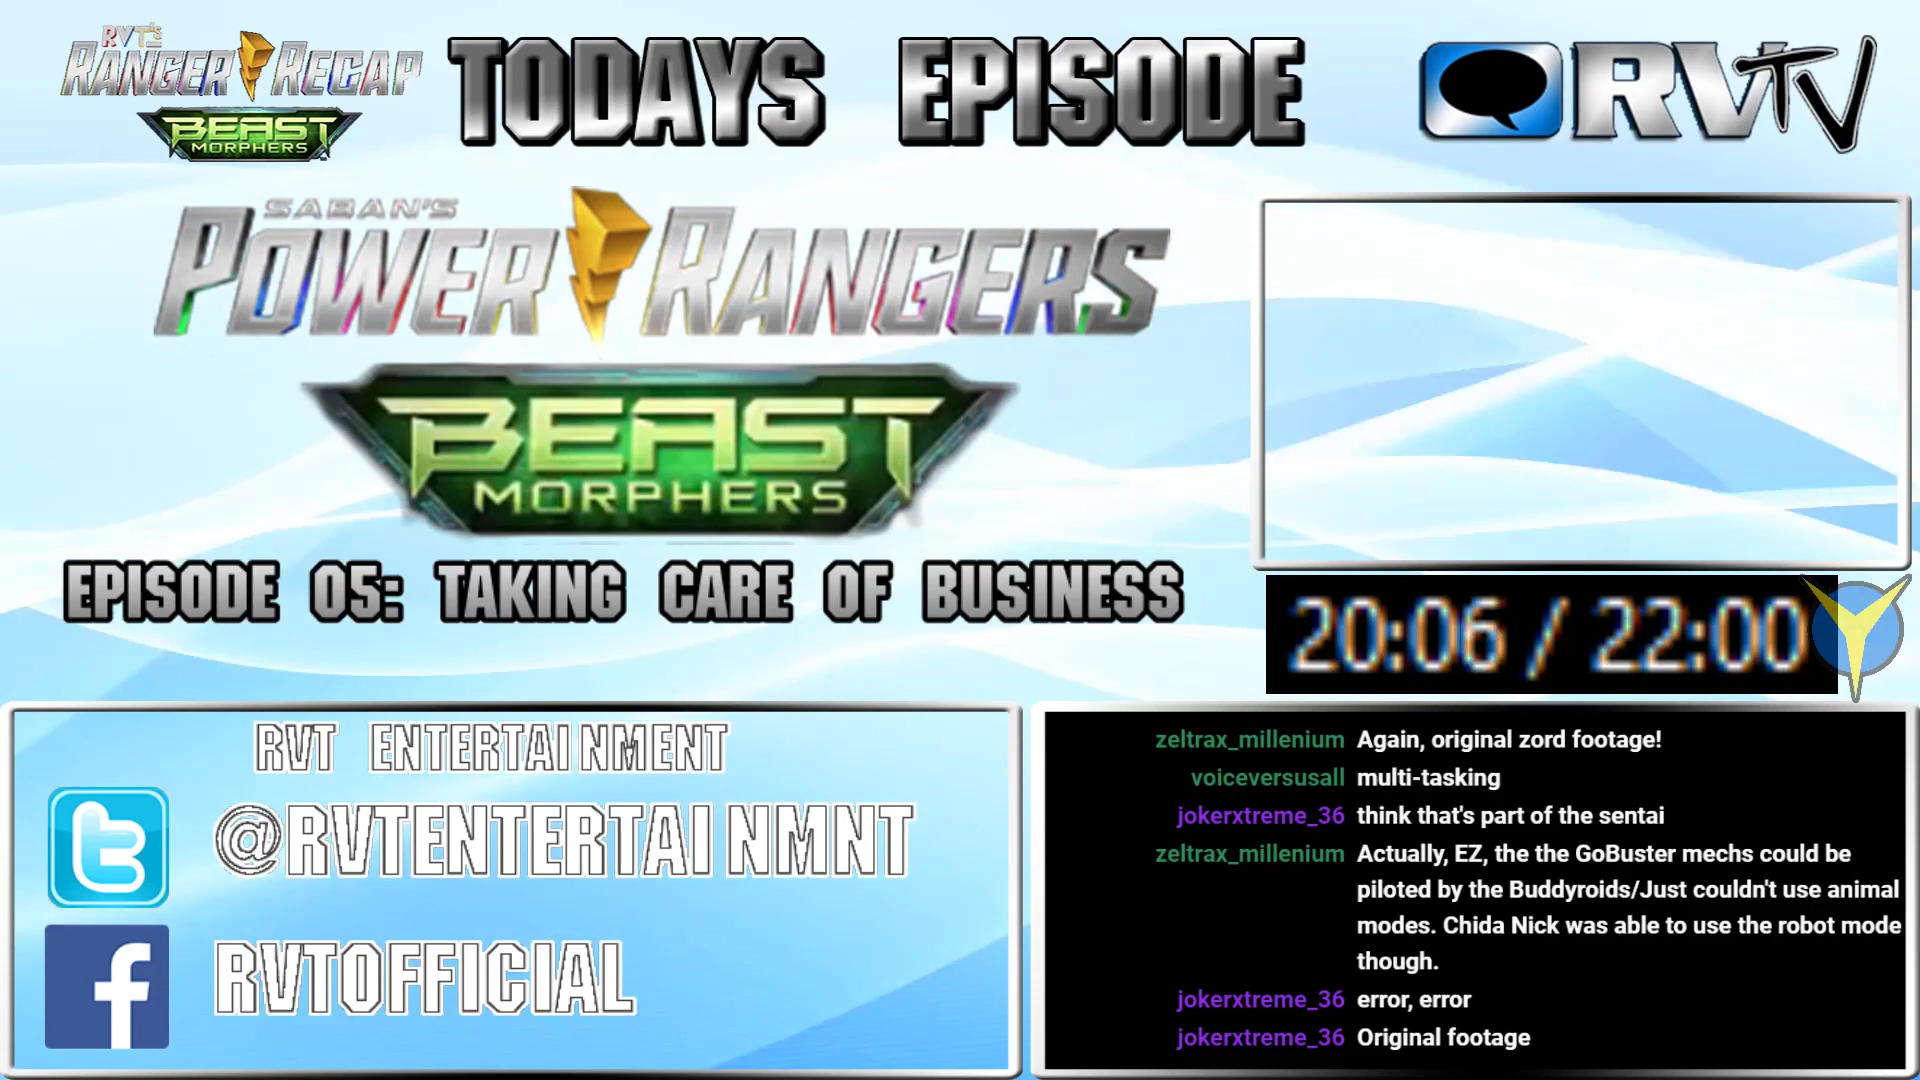 RVT's
RANGER RECAP
BEAST
MORPHERS
TODAYS EPISODE
RVTV
SABAN'S
POWER RANGERS
BEAST
MORPHERS
EPISODE 05: TAKING CARE OF BUSINESS
20:06 / 22:00
RVT ENTERTAINMENT
@RVTENTERTAINMNT
RVTOFFICIAL
zeltrax_millenium Again, original zord footage!
voiceversusall multi-tasking
jokerxtreme_36 think that's part of the sentai
zeltrax_millenium Actually, EZ, the the GoBuster mechs could be
piloted by the Buddyroids/Just couldn't use animal
modes. Chida Nick was able to use the robot mode
though.
jokerxtreme_36 error, error
jokerxtreme_36 Original footage